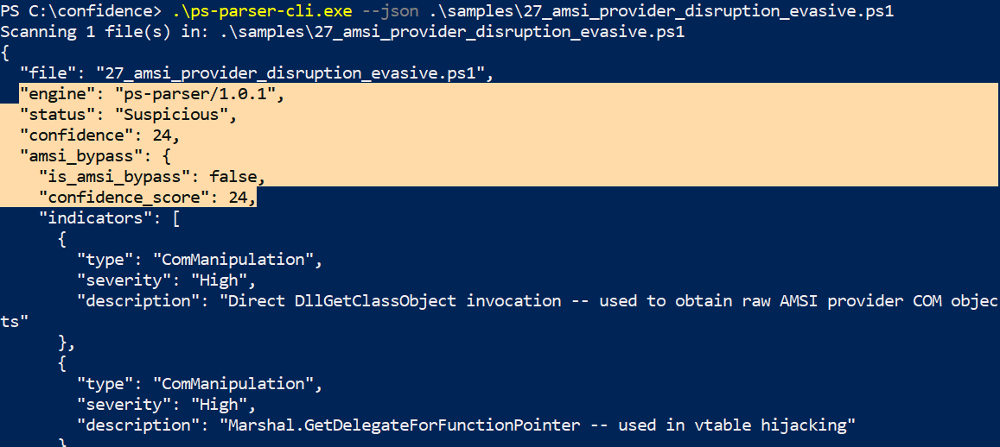 PS C:\confidence> .\ps-parser-cli.exe --json .\samples\27_amsi_provider_disruption_evasive.ps1
Scanning 1 file(s) in: .\samples\27_amsi_provider_disruption_evasive.ps1
{
  "file": "27_amsi_provider_disruption_evasive.ps1",
  "engine": "ps-parser/1.0.1",
  "status": "Suspicious",
  "confidence": 24,
  "amsi_bypass": {
    "is_amsi_bypass": false,
    "confidence_score": 24,
    "indicators": [
      {
        "type": "ComManipulation",
        "severity": "High",
        "description": "Direct DllGetClassObject invocation -- used to obtain raw AMSI provider COM objec
ts"
      },
      {
        "type": "ComManipulation",
        "severity": "High",
        "description": "Marshal.GetDelegateForFunctionPointer -- used in vtable hijacking"
      }